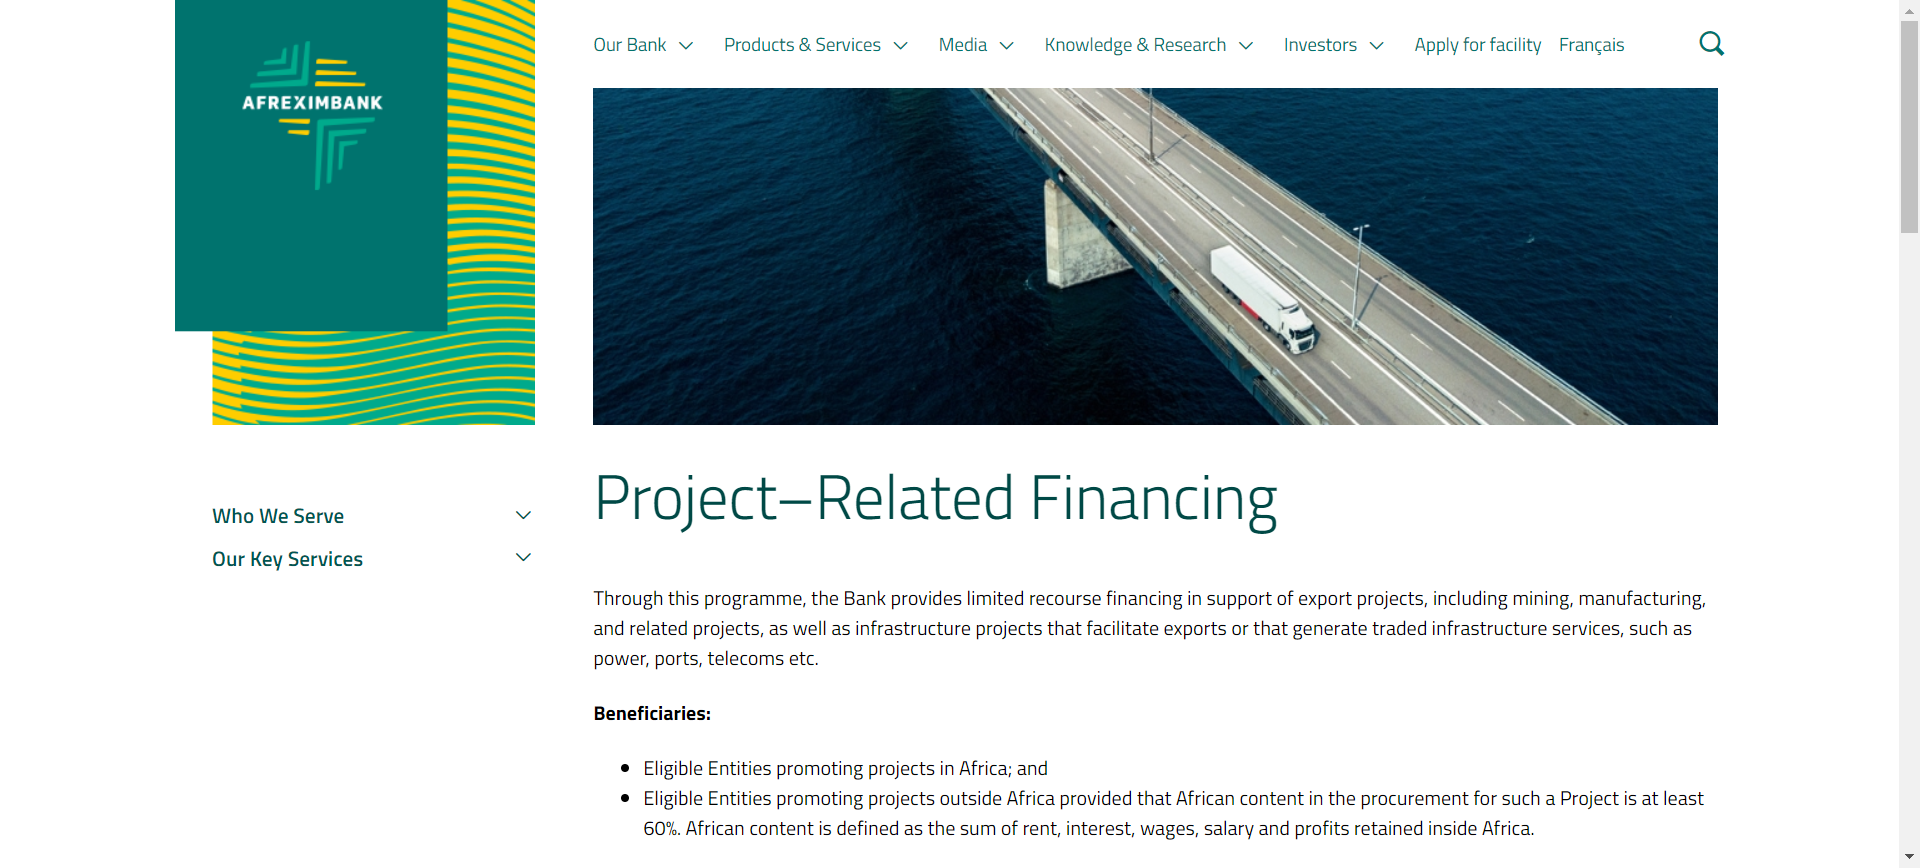 AFREXIMBANK
Our Bank
Products & Services
Media
Knowledge & Research
Investors
Apply for facility
Français
Project–Related Financing
Who We Serve
Our Key Services
Through this programme, the Bank provides limited recourse financing in support of export projects, including mining, manufacturing,
and related projects, as well as infrastructure projects that facilitate exports or that generate traded infrastructure services, such as
power, ports, telecoms etc.
Beneficiaries:
Eligible Entities promoting projects in Africa; and
Eligible Entities promoting projects outside Africa provided that African content in the procurement for such a Project is at least
60%. African content is defined as the sum of rent, interest, wages, salary and profits retained inside Africa.